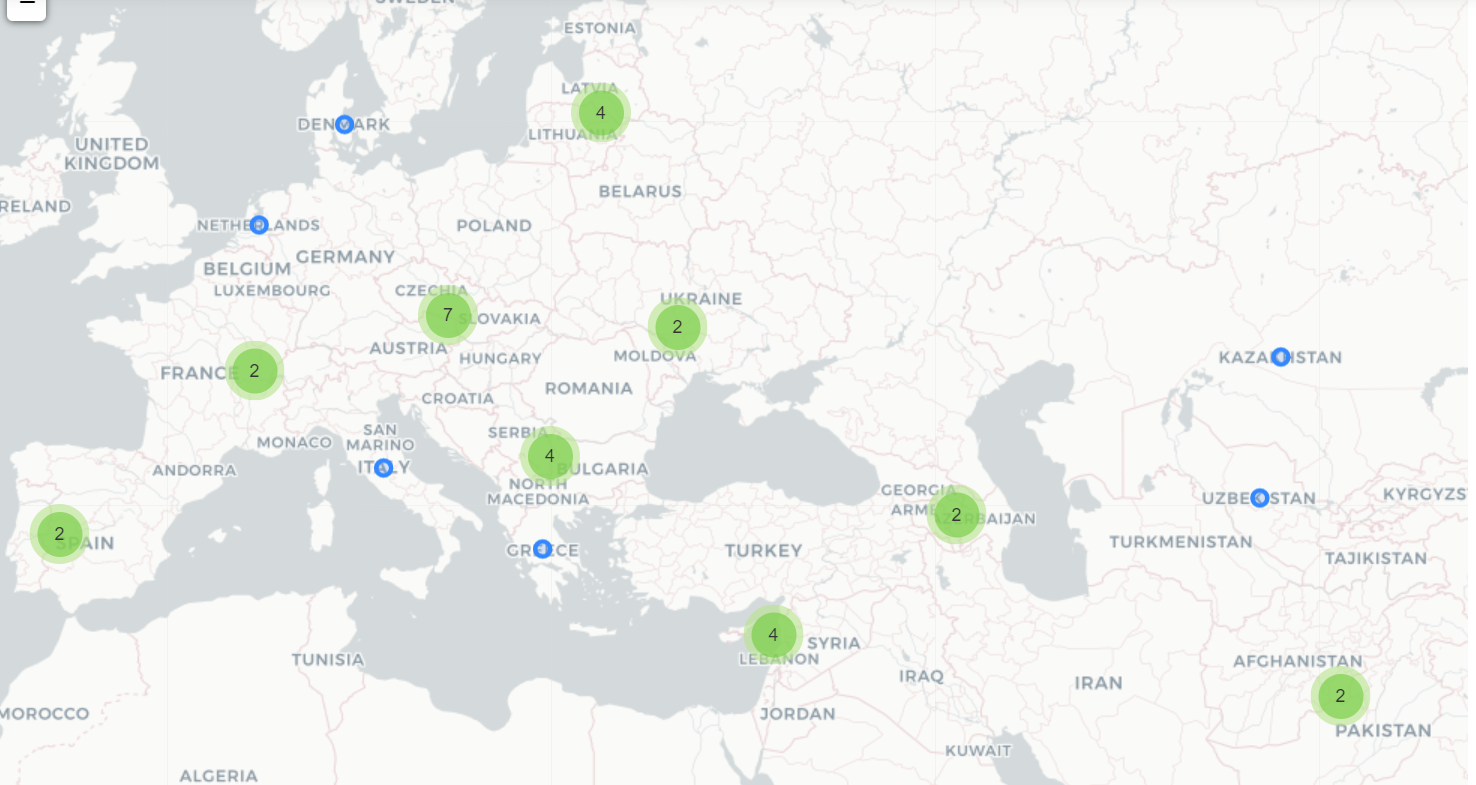 SWEDEN
ESTONIA
LATVIA
4
DENMARK
LITHUANIA
UNITED
KINGDOM
BELARUS
RELAND
NETHERLANDS
POLAND
GERMANY
BELGIUM
LUXEMBOURG
CZECHIA
UKRAINE
7
SLOVAKIA
2
AUSTRIA
HUNGARY
MOLDOVA
KAZAKHSTAN
FRANCE
2
ROMANIA
CROATIA
SAN
MARINO
MONACO
SERBIA
4
ANDORRA
ITALY
BULGARIA
NORTH
MACEDONIA
GEORGIA
UZBEKISTAN
KYRGYZS
ARME
2
AZERBAIJAN
2
SPAIN
GREECE
TURKEY
TURKMENISTAN
TAJIKISTAN
4
SYRIA
LEBANON
TUNISIA
AFGHANISTAN
IRAQ
IRAN
2
MOROCCO
JORDAN
PAKISTAN
KUWAIT
ALGERIA